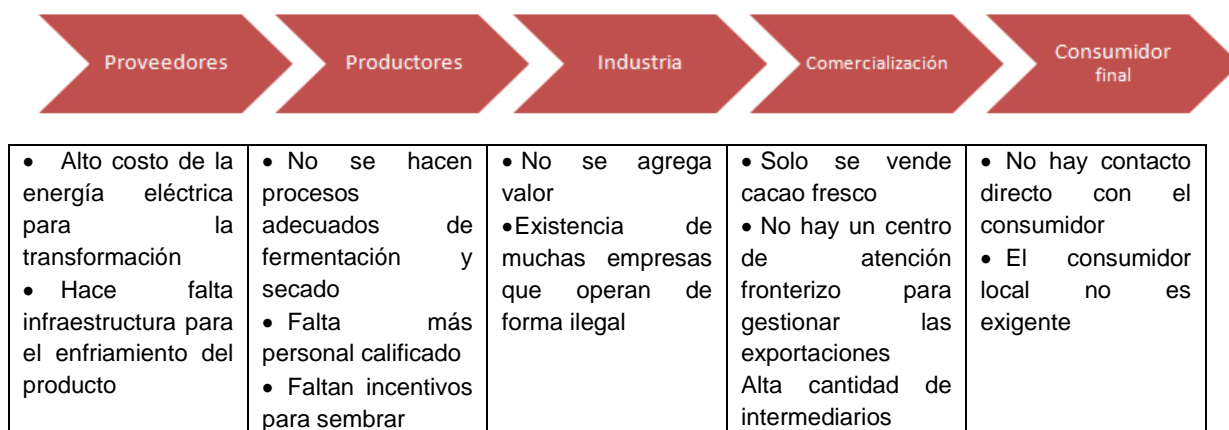 Proveedores
Productores
Industria
Comercialización
Consumidor
final
• Alto costo de la
energía eléctrica
para la
transformación
• Hace falta
infraestructura para
el enfriamiento del
producto
• No se hacen
procesos
adecuados de
fermentación y
secado
• Falta más
personal calificado
• Faltan incentivos
para sembrar
• No se agrega
valor
•Existencia de
muchas empresas
que operan de
forma ilegal
• Solo se vende
cacao fresco
• No hay un centro
de atención
fronterizo para
gestionar las
exportaciones
Alta cantidad de
intermediarios
• No hay contacto
directo con el
consumidor
• El consumidor
local no es
exigente